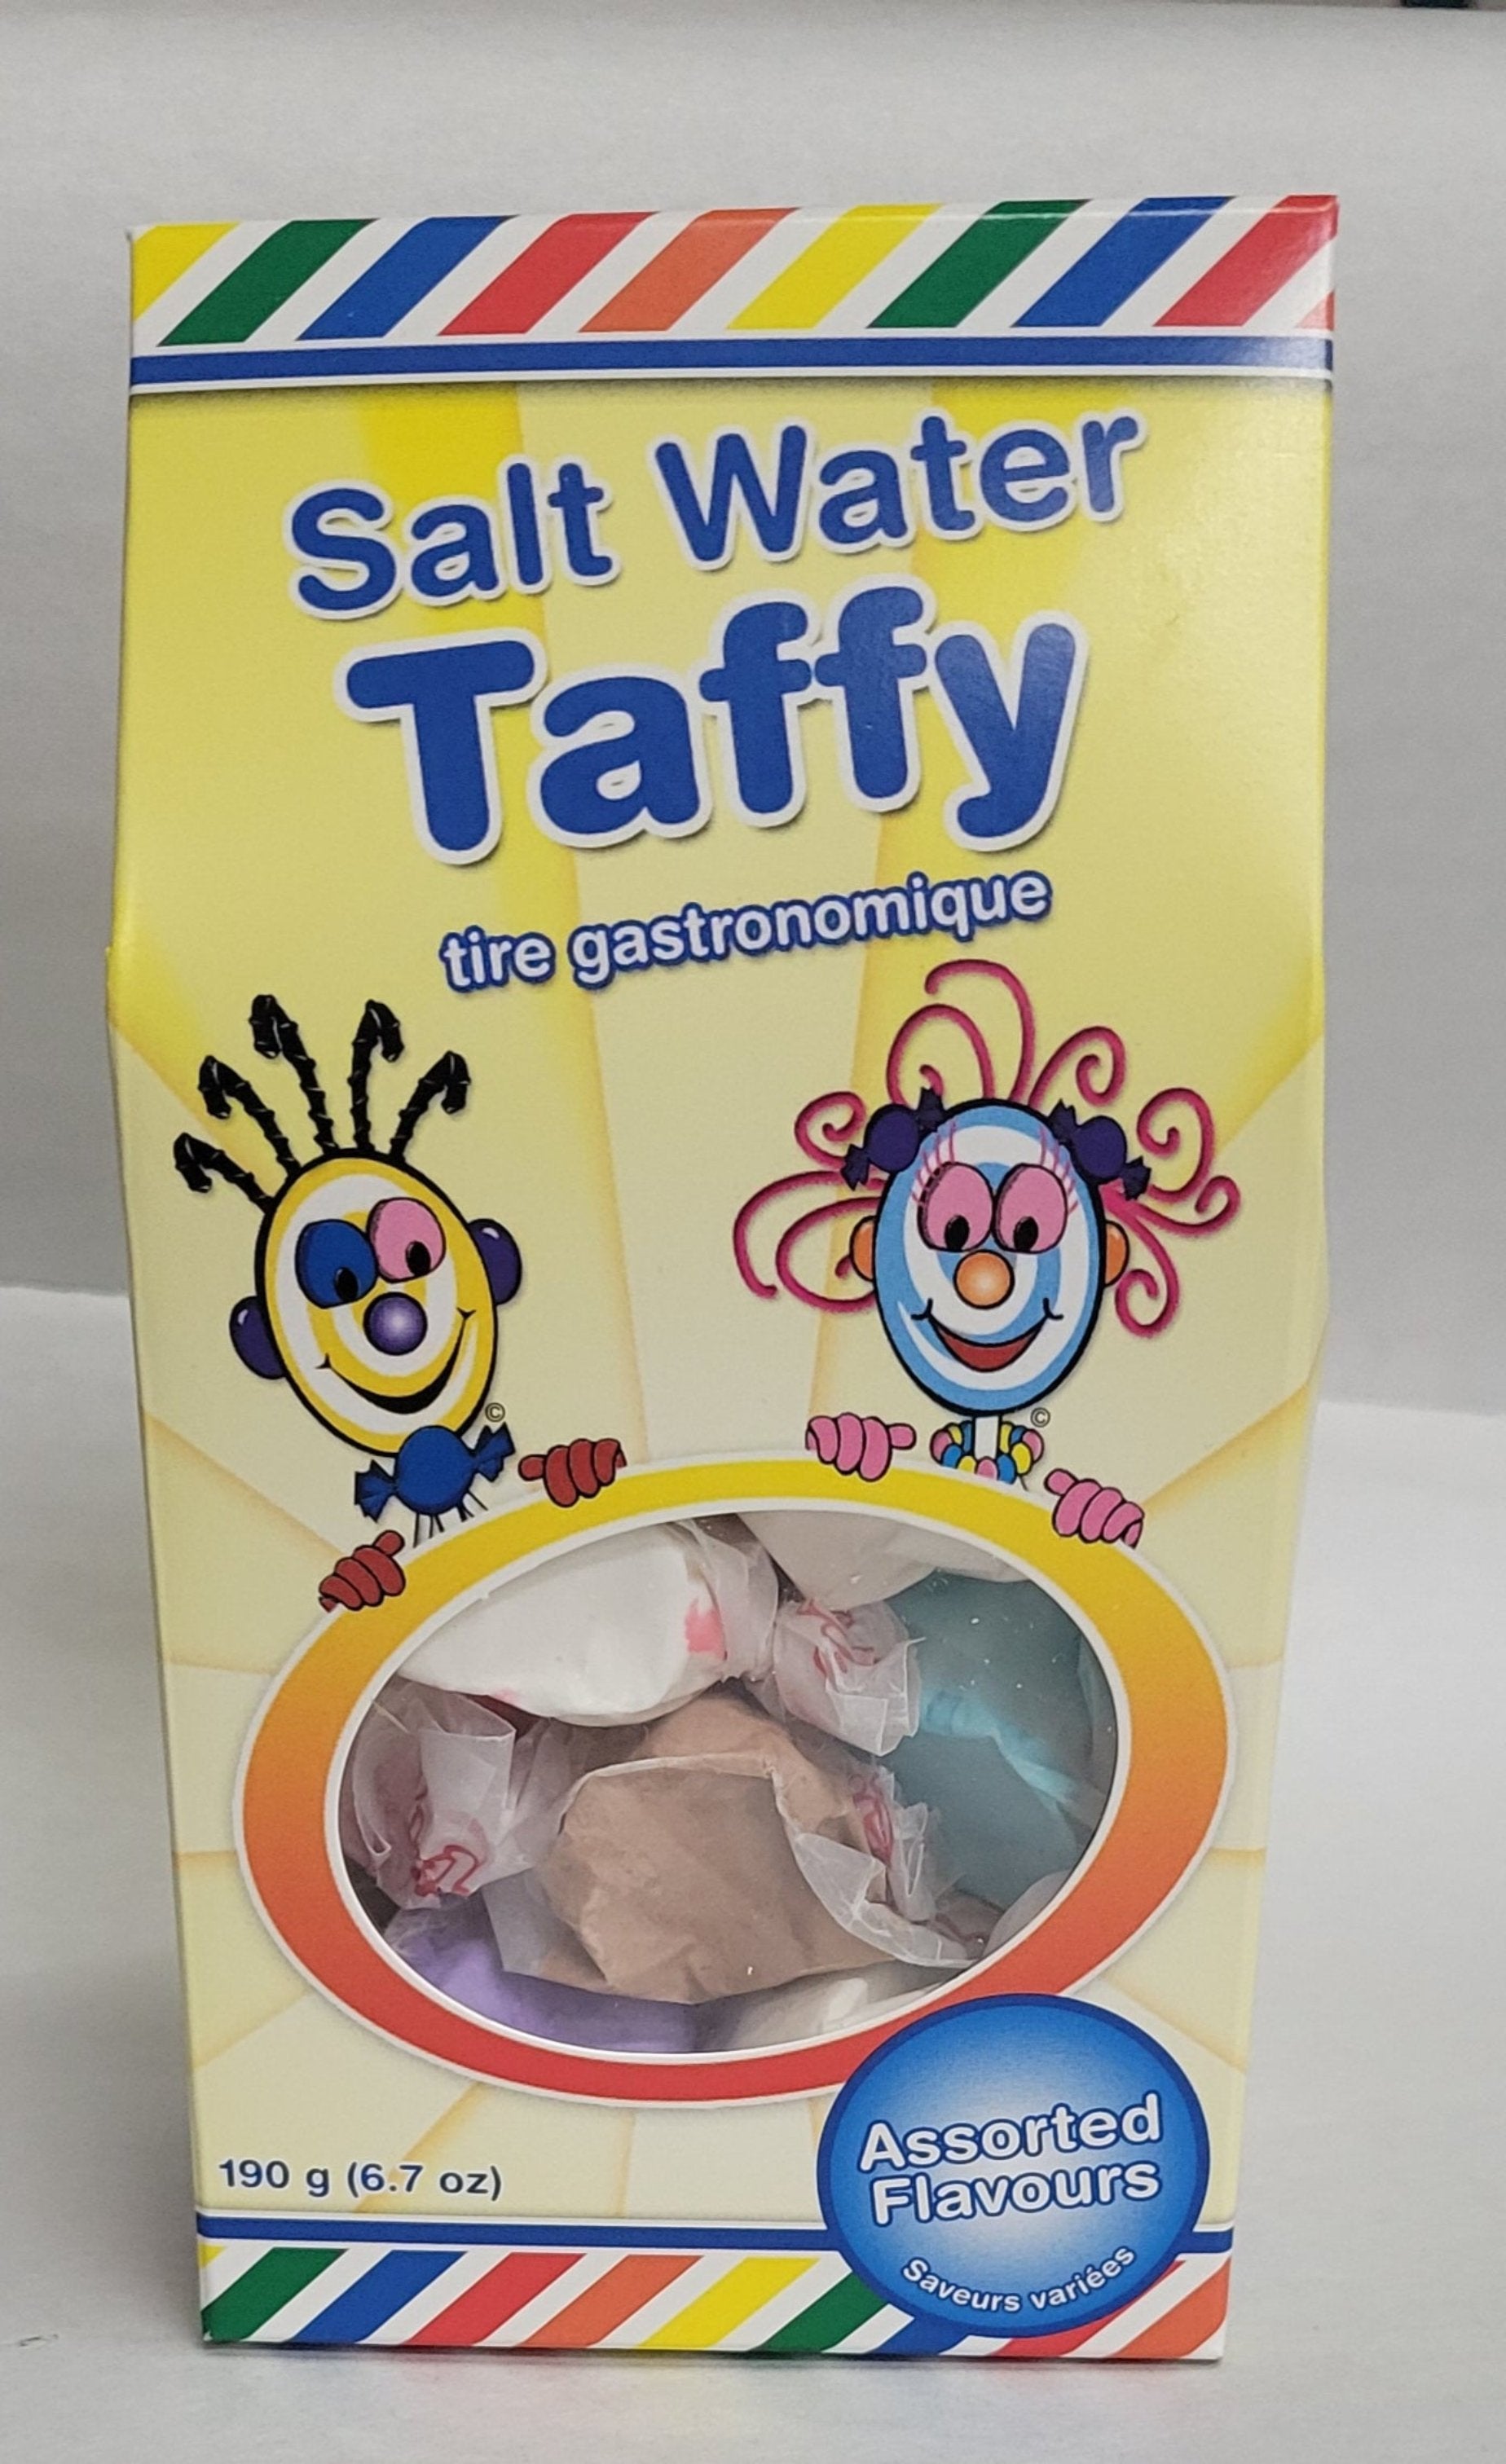 Salt Water
Taffy
tire gastronomique
©
©
190 g (6.7 oz)
Assorted
Flavours
Saveurs variées